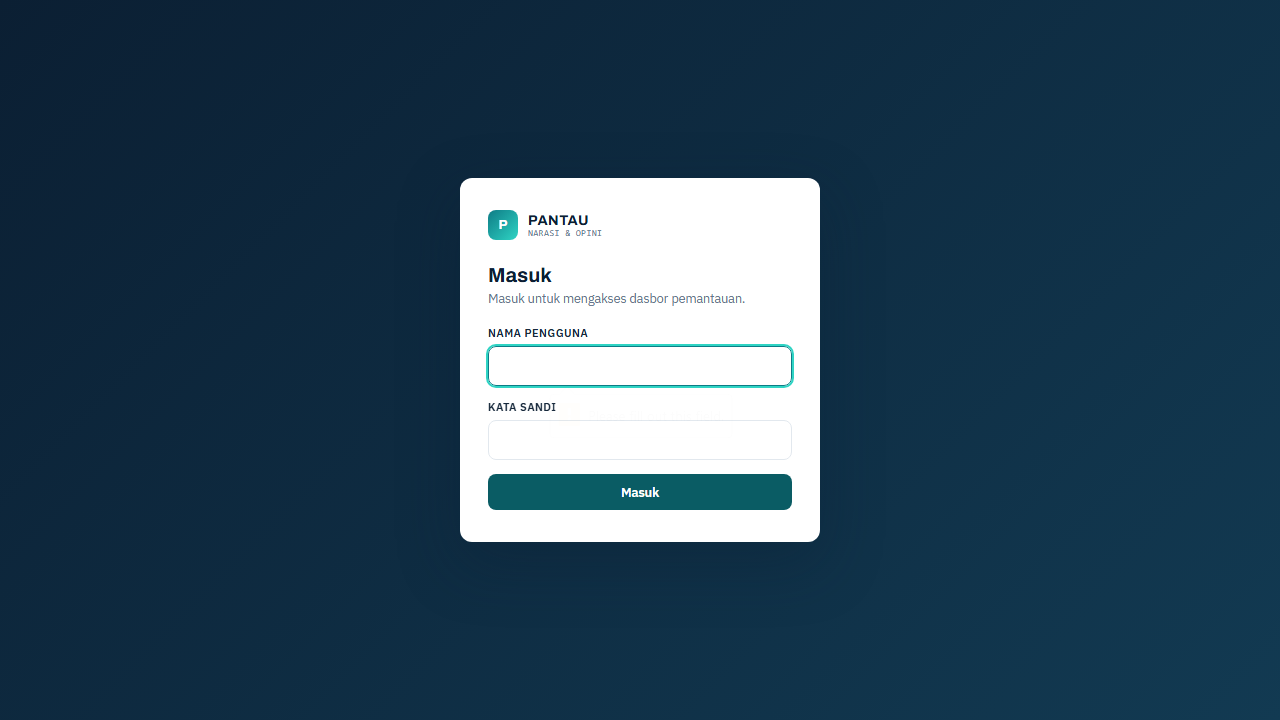 P
PANTAU
NARASI & OPINI
Masuk
Masuk untuk mengakses dasbor pemantauan.
NAMA PENGGUNA
KATA SANDI
Masuk